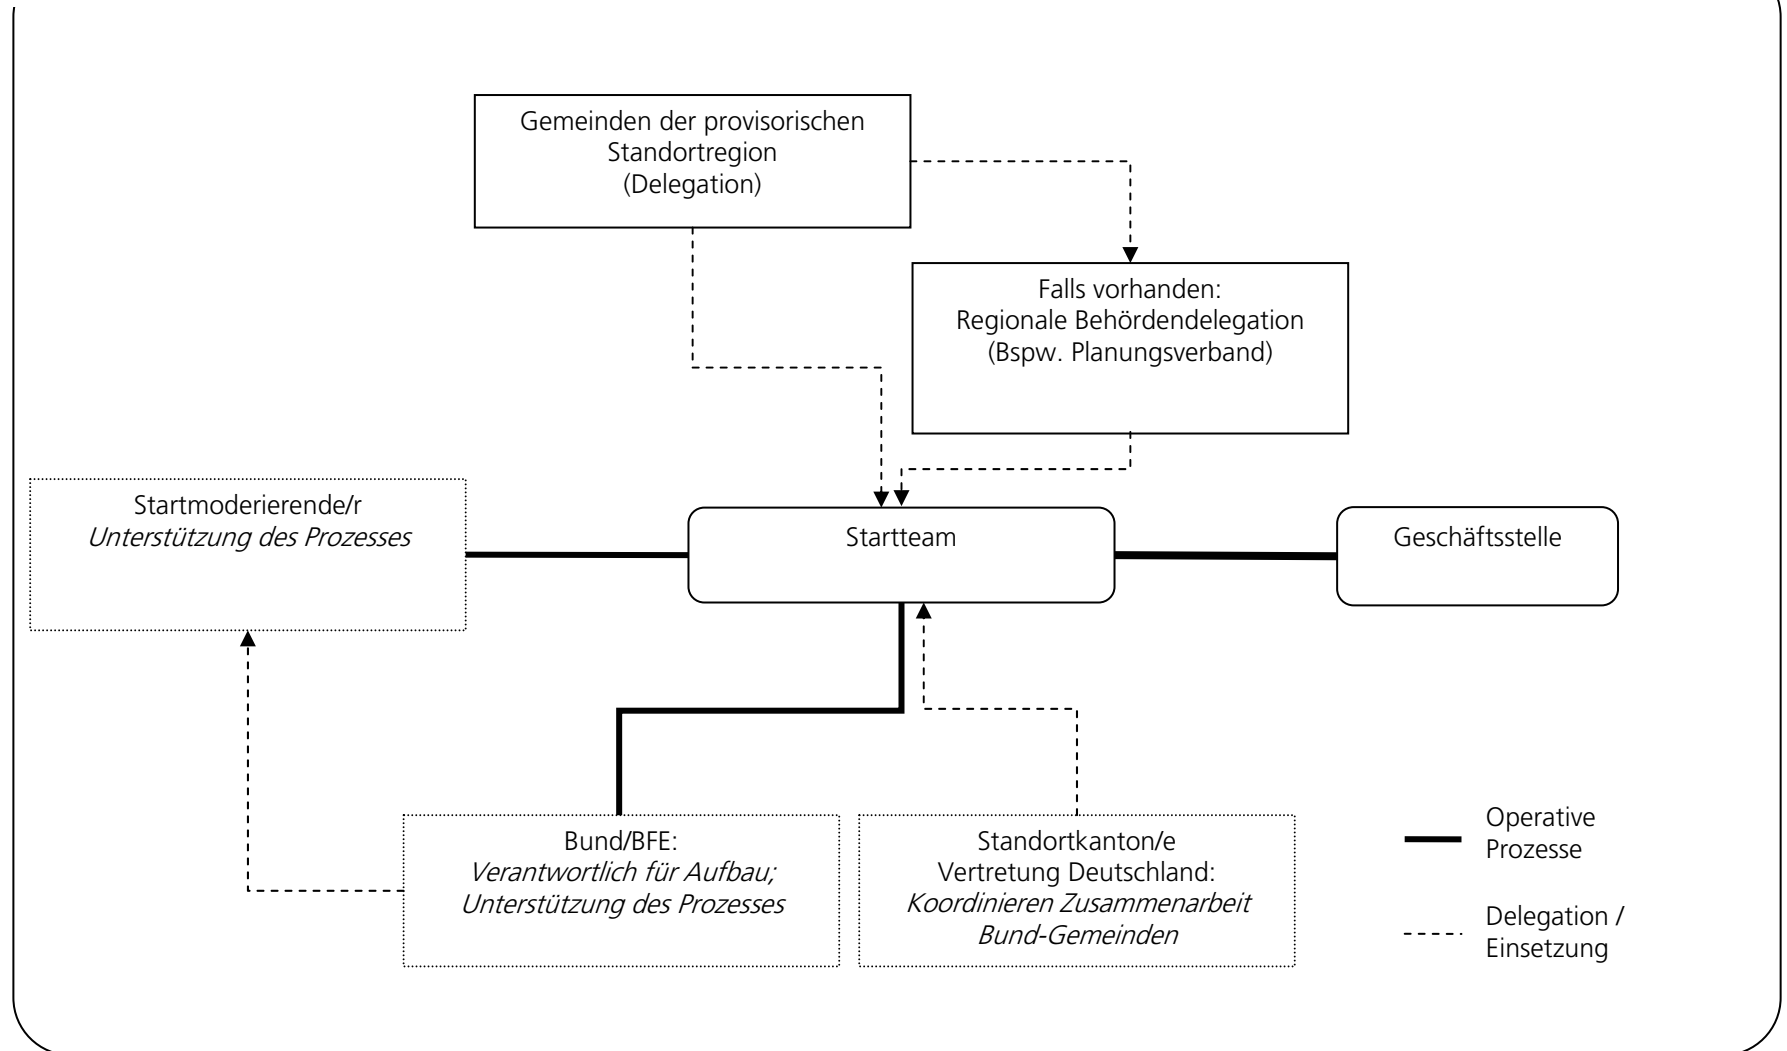 Gemeinden der provisorischen
Standortregion
(Delegation)
Falls vorhanden:
Regionale Behördendelegation
(Bspw. Planungsverband)
Startmoderierende/r
Unterstützung des Prozesses
Startteam
Geschäftsstelle
Bund/BFE:
Verantwortlich für Aufbau;
Unterstützung des Prozesses
Standortkanton/e
Vertretung Deutschland:
Koordinieren Zusammenarbeit
Bund-Gemeinden
Operative
Prozesse
Delegation /
Einsetzung